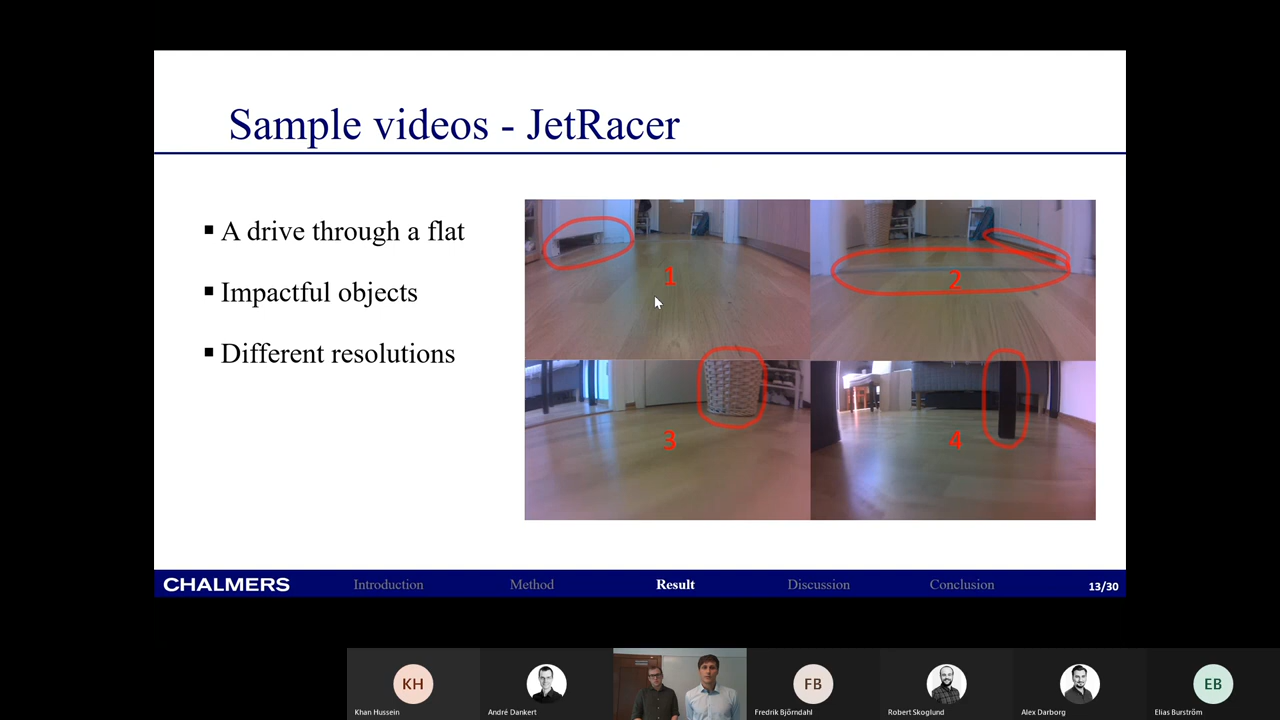 Sample videos - JetRacer
▪ A drive through a flat
▪ Impactful objects
▪ Different resolutions
1
2
3
4
CHALMERS Introduction Method Result Discussion Conclusion 13/30
KH FB EB
Khan Hussein André Dankert Fredrik Björndahl Robert Skoglund Alex Darborg Elias Burström